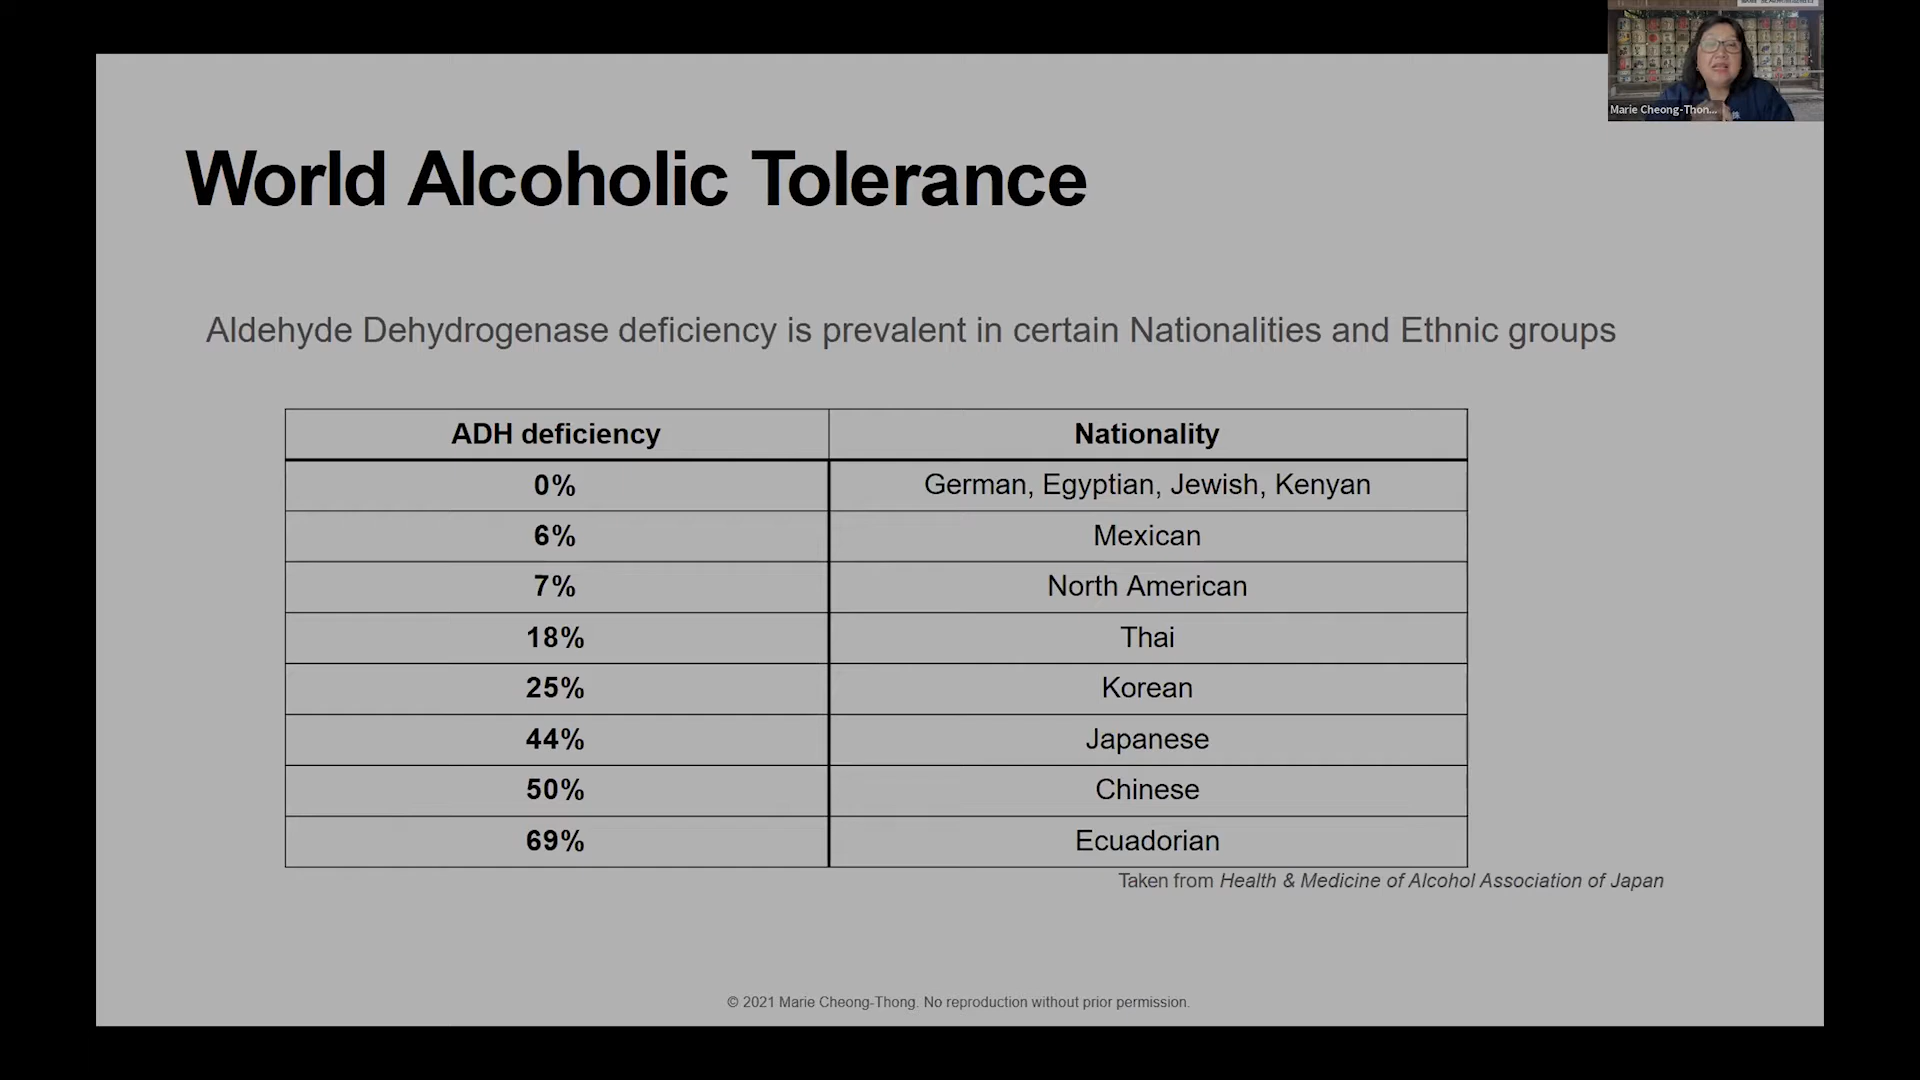 Marie Cheong-Thon...
World Alcoholic Tolerance
Aldehyde Dehydrogenase deficiency is prevalent in certain Nationalities and Ethnic groups
ADH deficiency Nationality
0% German, Egyptian, Jewish, Kenyan
6% Mexican
7% North American
18% Thai
25% Korean
44% Japanese
50% Chinese
69% Ecuadorian
Taken from Health & Medicine of Alcohol Association of Japan
© 2021 Marie Cheong-Thong. No reproduction without prior permission.